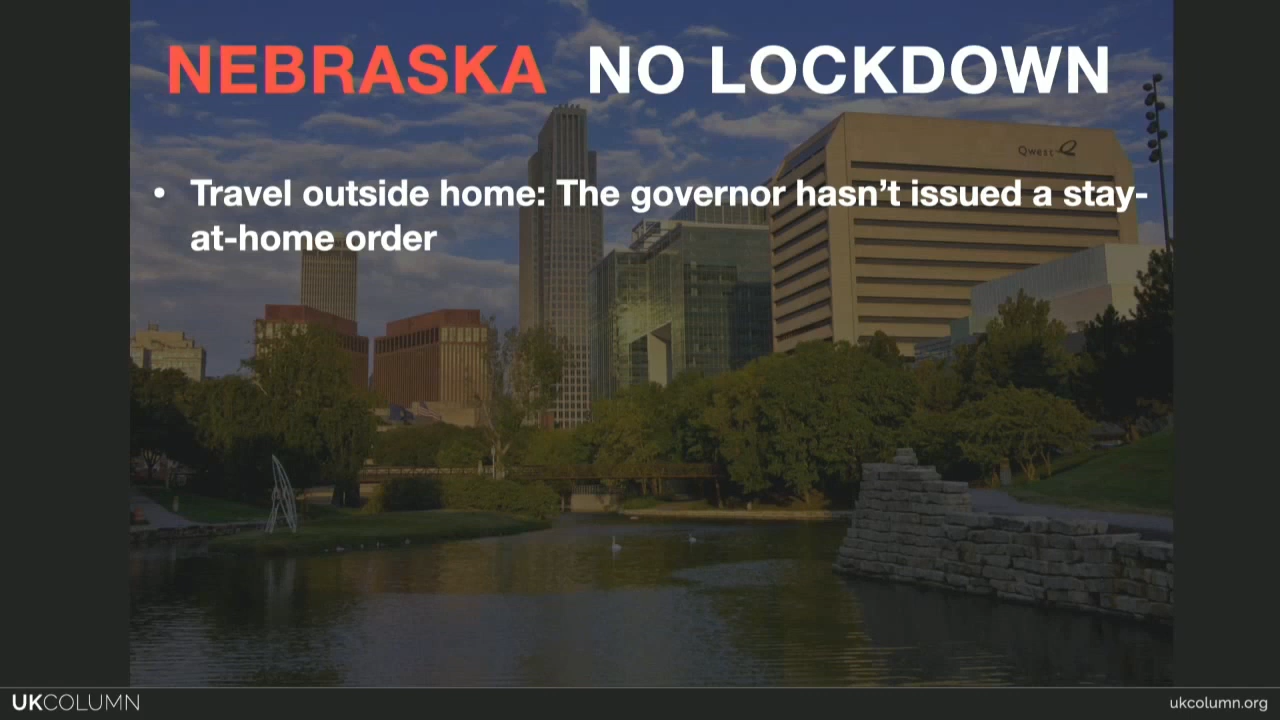 NEBRASKA NO LOCKDOWN
Qwest
• Travel outside home: The governor hasn’t issued a stay-
at-home order
UKCOLUMN
ukcolumn.org